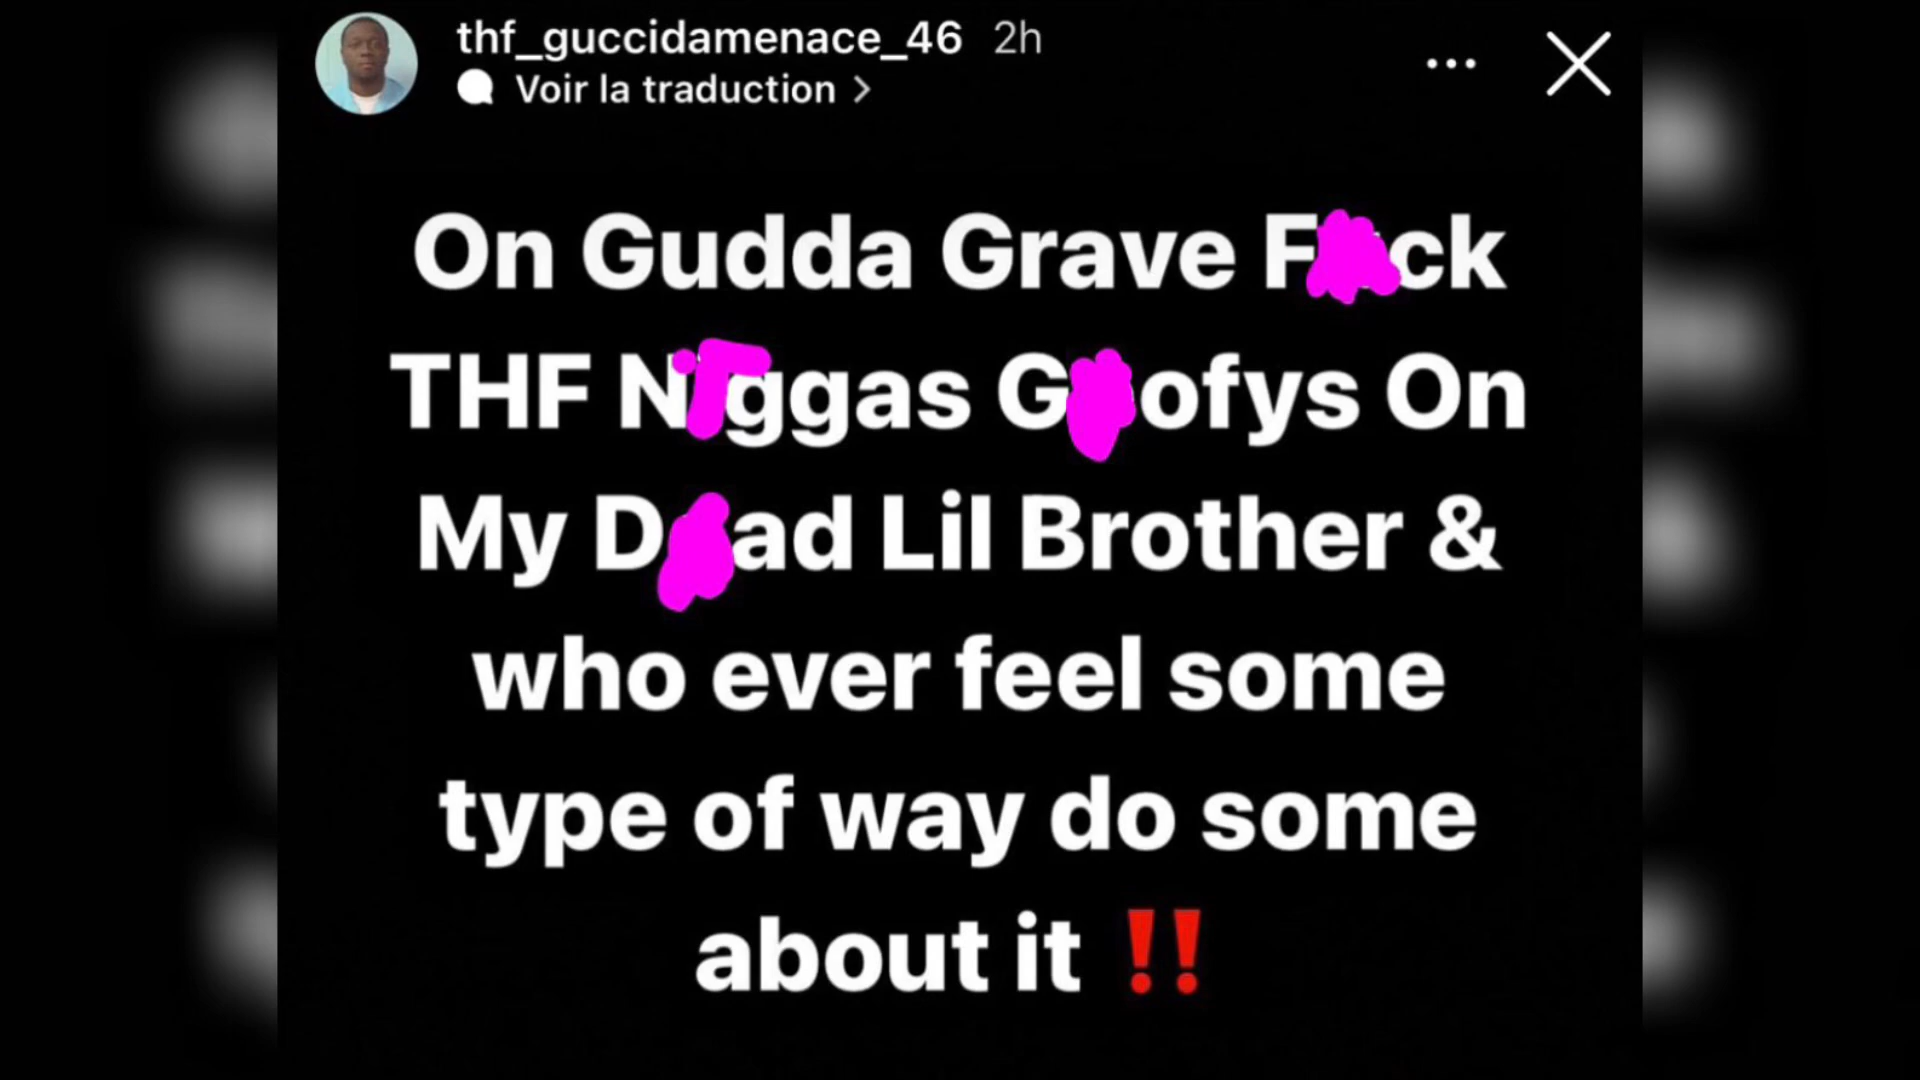 thf_guccidamenace_46 2h
Voir la traduction >
On Gudda Grave F ck
THF N ggas G ofys On
My D ad Lil Brother &
who ever feel some
type of way do some
about it ‼️